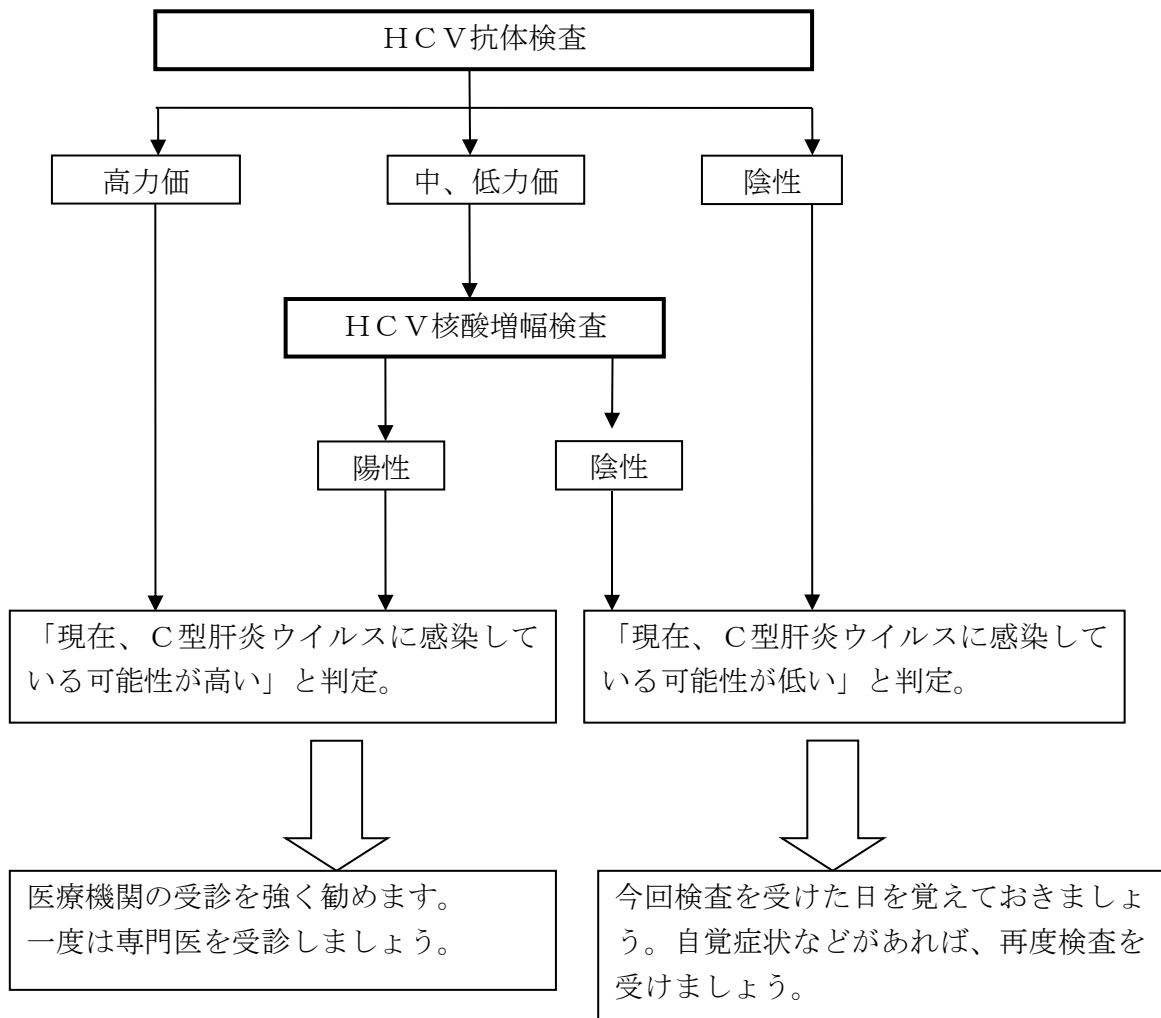 ＨＣＶ抗体検査
高力価
中、低力価
陰性
ＨＣＶ核酸増幅検査
陽性
陰性
「現在、Ｃ型肝炎ウイルスに感染して
いる可能性が高い」と判定。
「現在、Ｃ型肝炎ウイルスに感染して
いる可能性が低い」と判定。
医療機関の受診を強く勧めます。
一度は専門医を受診しましょう。
今回検査を受けた日を覚えておきましょ
う。自覚症状などがあれば、再度検査を
受けましょう。